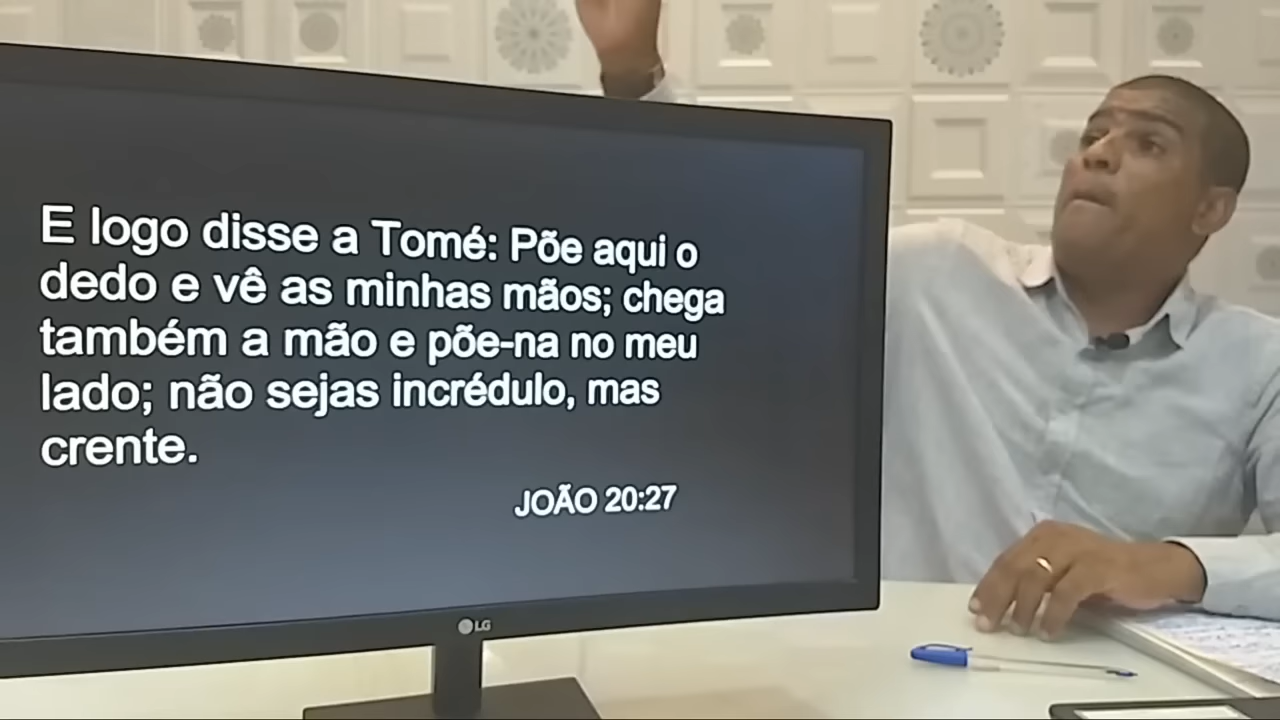 E logo disse a Tomé: Põe aqui o
dedo e vê as minhas mãos; chega
também a mão e põe-na no meu
lado; não sejas incrédulo, mas
crente.
JOÃO 20:27
LG